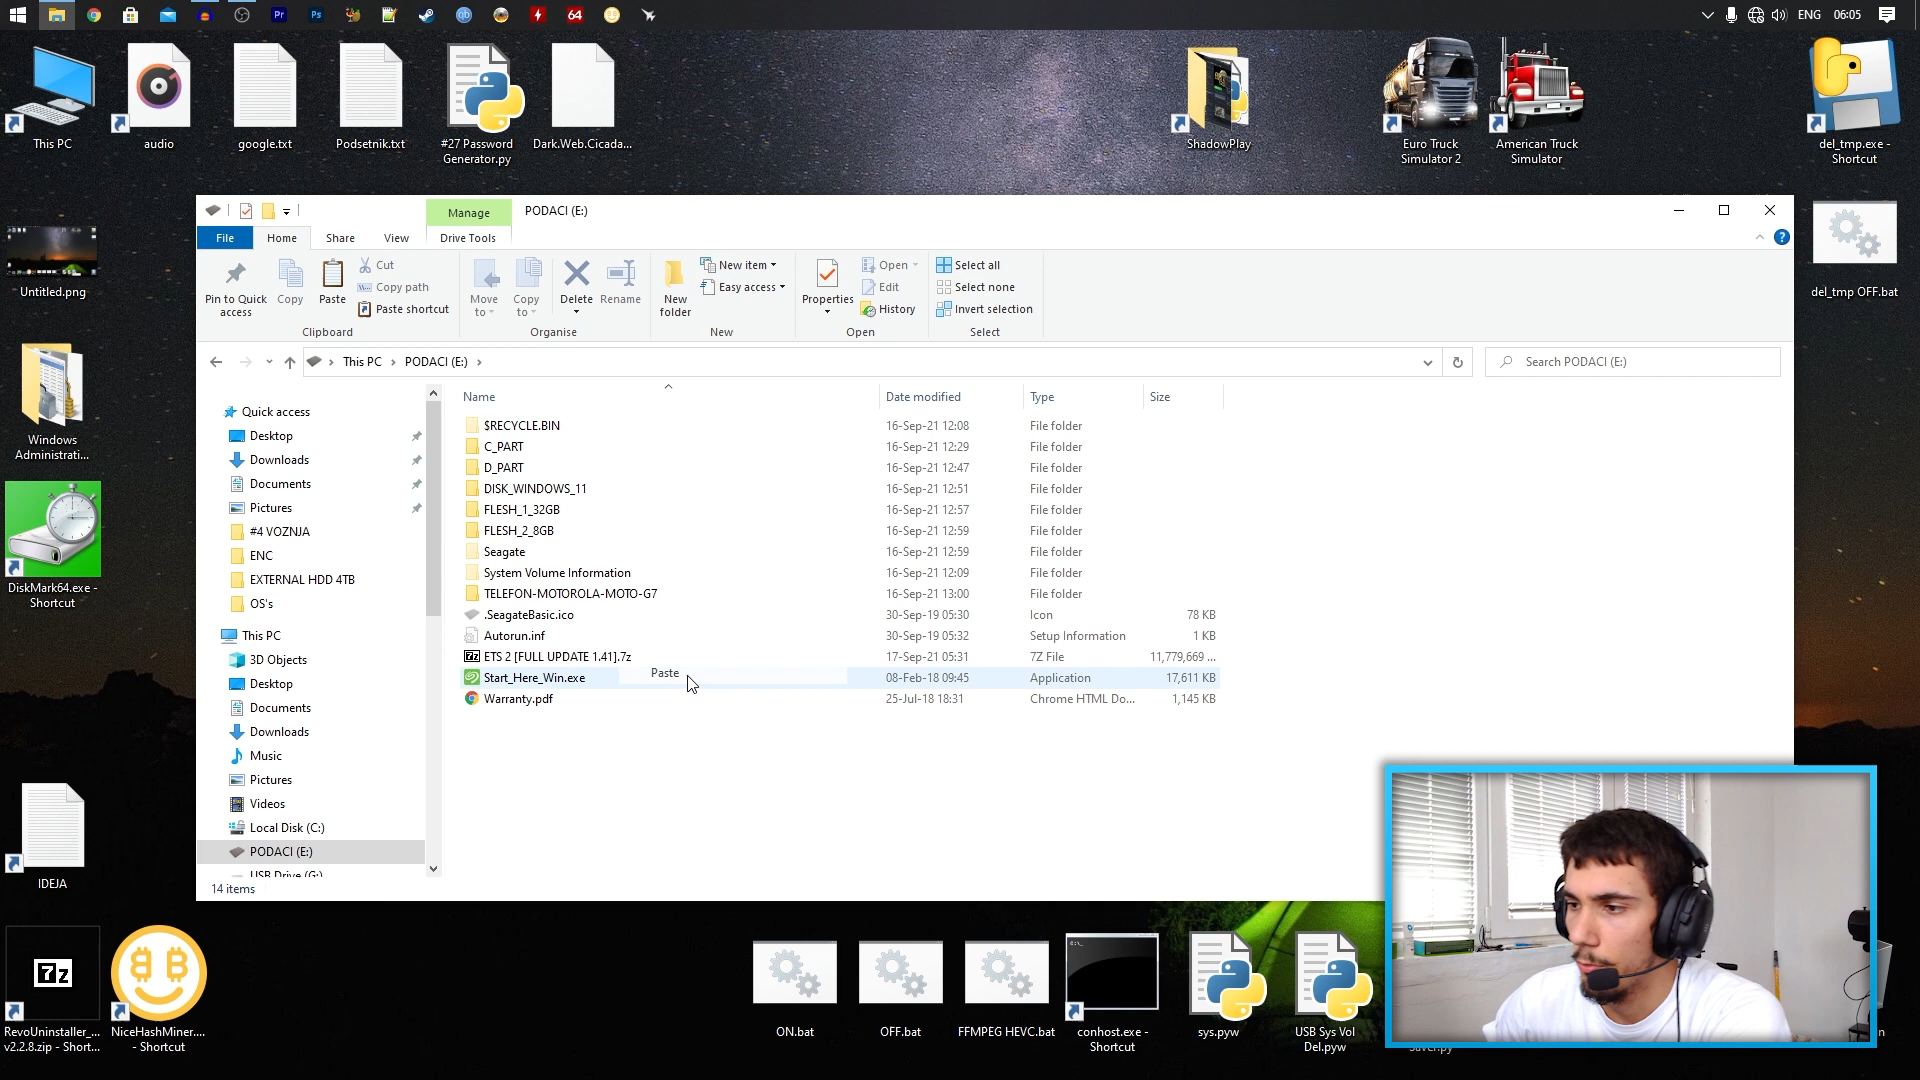 64
ENG
06:05
This PC
audio
google.txt
Podsetnik.txt
#27 Password
Generator.py
Dark.Web.Cicada...
ShadowPlay
Euro Truck
Simulator 2
American Truck
Simulator
del_tmp.exe -
Shortcut
Untitled.png
Windows
Administrati...
DiskMark64.exe -
Shortcut
IDEJA
7z
RevoUninstaller_...
v2.2.8.zip - Short...
NiceHashMiner....
- Shortcut
del_tmp OFF.bat
Manage
PODACI (E:)
File
Home
Share
View
Drive Tools
Pin to Quick
access
Copy
Paste
Cut
Copy path
Paste shortcut
Clipboard
Move
to
Copy
to
Delete
Rename
Organise
New
folder
New item
Easy access
New
Properties
Open
Edit
History
Open
Select all
Select none
Invert selection
Select
This PC > PODACI (E:) >
Search PODACI (E:)
Quick access
Desktop
Downloads
Documents
Pictures
#4 VOZNJA
ENC
EXTERNAL HDD 4TB
OS's
This PC
3D Objects
Desktop
Documents
Downloads
Music
Pictures
Videos
Local Disk (C:)
PODACI (E:)
USB Drive (G:)
14 items
Name Date modified Type Size
$RECYCLE.BIN 16-Sep-21 12:08 File folder
C_PART 16-Sep-21 12:29 File folder
D_PART 16-Sep-21 12:47 File folder
DISK_WINDOWS_11 16-Sep-21 12:51 File folder
FLESH_1_32GB 16-Sep-21 12:57 File folder
FLESH_2_8GB 16-Sep-21 12:59 File folder
Seagate 16-Sep-21 12:59 File folder
System Volume Information 16-Sep-21 12:09 File folder
TELEFON-MOTOROLA-MOTO-G7 16-Sep-21 13:00 File folder
.SeagateBasic.ico 30-Sep-19 05:30 Icon 78 KB
Autorun.inf 30-Sep-19 05:32 Setup Information 1 KB
ETS 2 [FULL UPDATE 1.41].7z 17-Sep-21 05:31 7Z File 11,779,669 ...
Start_Here_Win.exe 08-Feb-18 09:45 Application 17,611 KB
Paste
Warranty.pdf 25-Jul-18 18:31 Chrome HTML Do... 1,145 KB
ON.bat
OFF.bat
FFMPEG HEVC.bat
conhost.exe -
Shortcut
sys.pyw
USB Sys Vol
Del.pyw